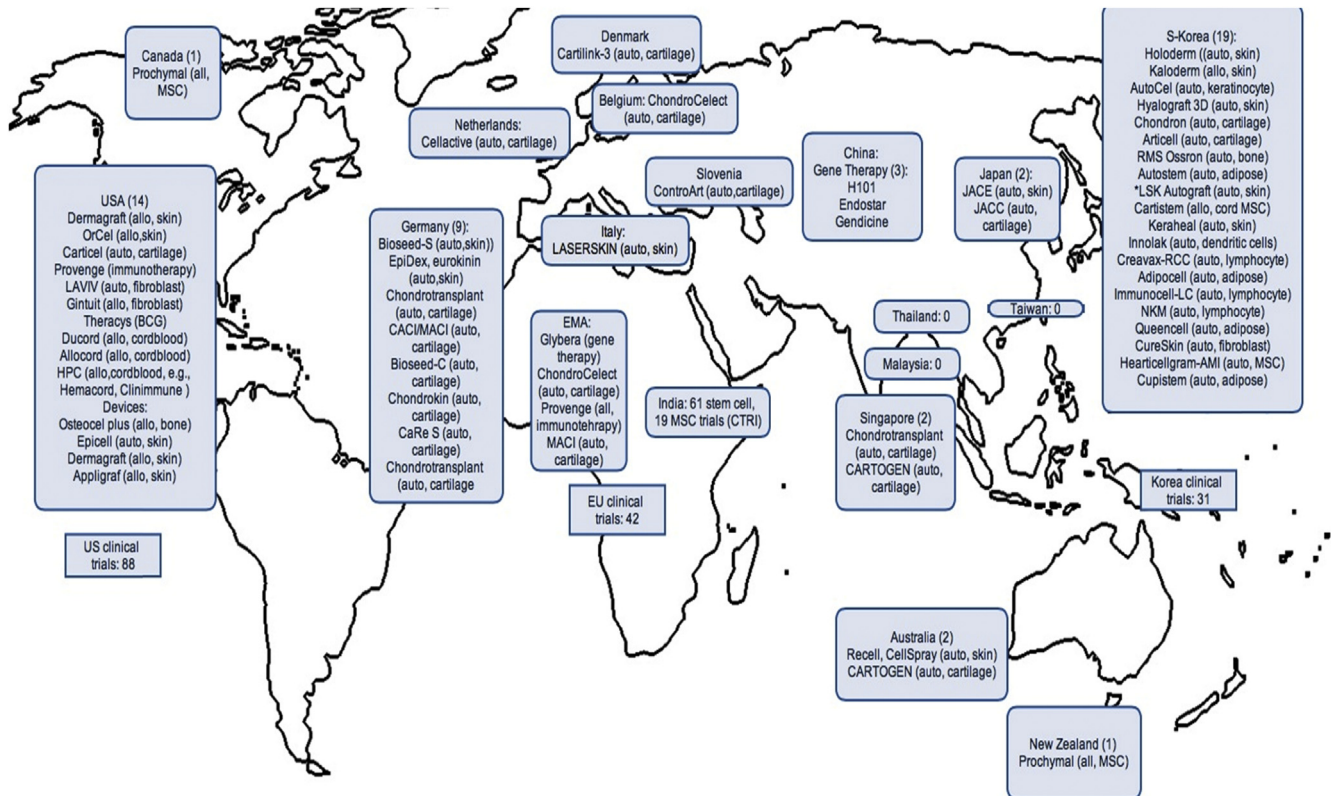 Canada (1)
Prochymal (all,
MSC)
Denmark
Cartilink-3 (auto, cartilage)
Belgium: ChondroCelect
(auto, cartilage)
Netherlands:
Cellactive (auto, cartilage)
Slovenia
ControArt (auto,cartilage)
Italy:
LASERSKIN (auto, skin)
China:
Gene Therapy (3):
H101
Endostar
Gendicine
Japan (2):
JACE (auto, skin)
JACC (auto,
cartilage)
S-Korea (19):
Holoderm ((auto, skin)
Kaloderm (allo, skin)
AutoCel (auto, keratinocyte)
Hyalograft 3D (auto, skin)
Chondron (auto, cartilage)
Articell (auto, cartilage)
RMS Ossron (auto, bone)
Autostem (auto, adipose)
*LSK Autograft (auto, skin)
Cartistem (allo, cord MSC)
Keraheal (auto, skin)
Innolak (auto, dendritic cells)
Creavax-RCC (auto, lymphocyte)
Adipocell (auto, adipose)
Immunocell-LC (auto, lymphocyte)
NKM (auto, lymphocyte)
Queencell (auto, adipose)
CureSkin (auto, fibroblast)
Hearticellgram-AMI (auto, MSC)
Cupistem (auto, adipose)
USA (14)
Dermagraft (allo, skin)
OrCel (allo,skin)
Carticel (auto, cartilage)
Provenge (immunotherapy)
LAVIV (auto, fibroblast)
Gintuit (allo, fibroblast)
Theracys (BCG)
Ducord (allo, cordblood)
Allocord (allo, cordblood)
HPC (allo,cordblood, e.g.,
Hemacord, Clinimmune )
Devices:
Osteocel plus (allo, bone)
Epicell (auto, skin)
Dermagraft (allo, skin)
Appligraf (allo, skin)
US clinical
trials: 88
Germany (9):
Bioseed-S (auto,skin))
EpiDex, eurokinin
(auto,skin)
Chondrotransplant
(auto, cartilage)
CACI/MACI (auto,
cartilage)
Bioseed-C (auto,
cartilage)
Chondrokin (auto,
cartilage)
CaRe S (auto,
cartilage)
Chondrotransplant
(auto, cartilage
EMA:
Glybera (gene
therapy)
ChondroCelect
(auto, cartilage)
Provenge (all,
immunotehrapy)
MACI (auto,
cartilage)
EU clinical
trials: 42
India: 61 stem cell,
19 MSC trials (CTRI)
Thailand: 0
Taiwan: 0
Malaysia: 0
Singapore (2)
Chondrotransplant
(auto, cartilage)
CARTOGEN (auto,
cartilage)
Korea clinical
trials: 31
Australia (2)
Recell, CellSpray (auto, skin)
CARTOGEN (auto, cartilage)
New Zealand (1)
Prochymal (all, MSC)